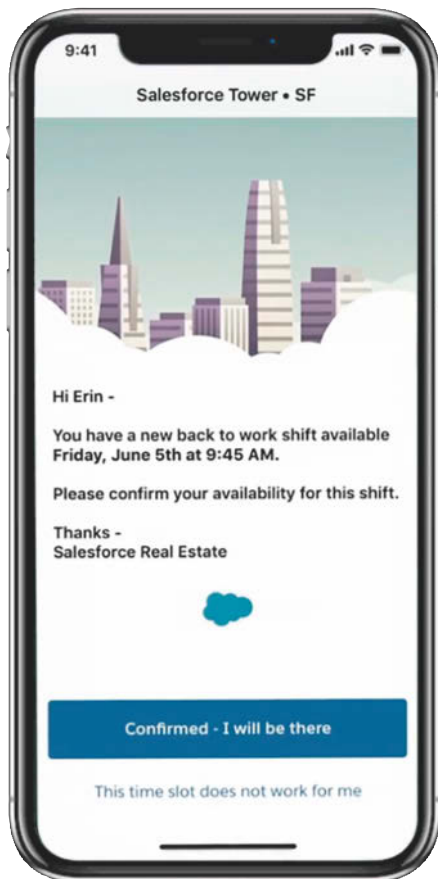 9:41
Salesforce Tower • SF
Hi Erin -
You have a new back to work shift available
Friday, June 5th at 9:45 AM.
Please confirm your availability for this shift.
Thanks -
Salesforce Real Estate
Confirmed - I will be there
This time slot does not work for me